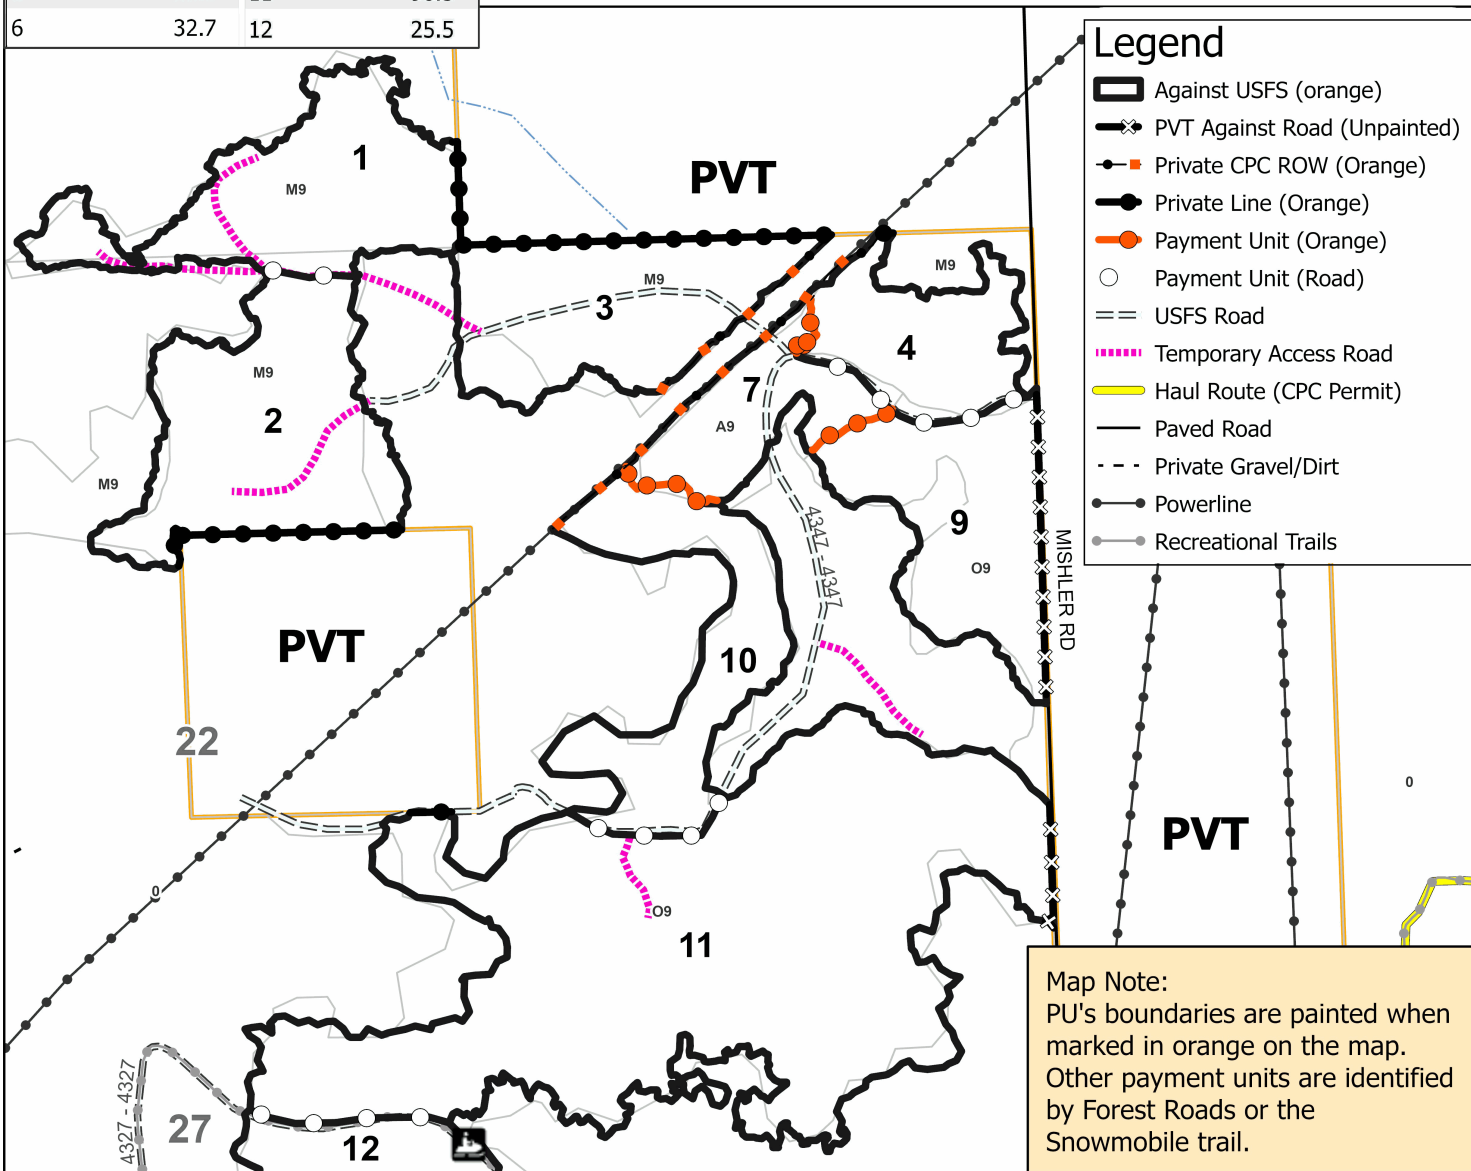 6 32.7 12 25.5
Legend
Against USFS (orange)
PVT Against Road (Unpainted)
Private CPC ROW (Orange)
Private Line (Orange)
Payment Unit (Orange)
Payment Unit (Road)
USFS Road
Temporary Access Road
Haul Route (CPC Permit)
Paved Road
Private Gravel/Dirt
Powerline
Recreational Trails
1
M9
PVT
M9
3
M9
4
M9
2
7
A9
M9
9
O9
4347 - 4347
MISHLER RD
PVT
10
22
0
PVT
0
O9
11
4327 - 4327
27
12
Map Note:
PU's boundaries are painted when
marked in orange on the map.
Other payment units are identified
by Forest Roads or the
Snowmobile trail.